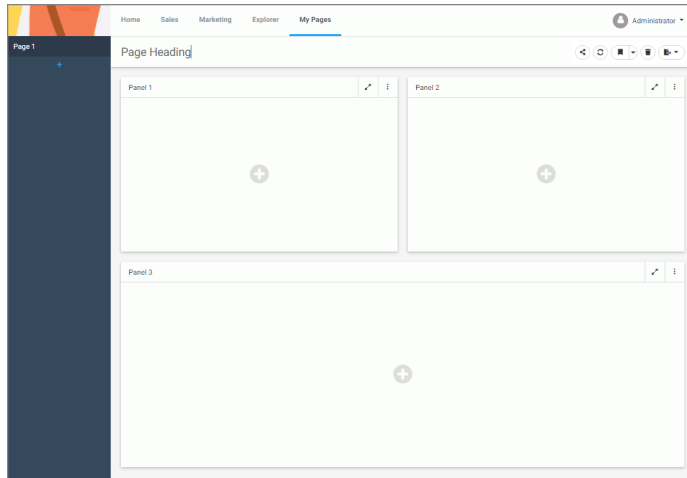 Home Sales Marketing Explorer My Pages Administrator
Page 1
Page Heading
Panel 1
Panel 2
Panel 3